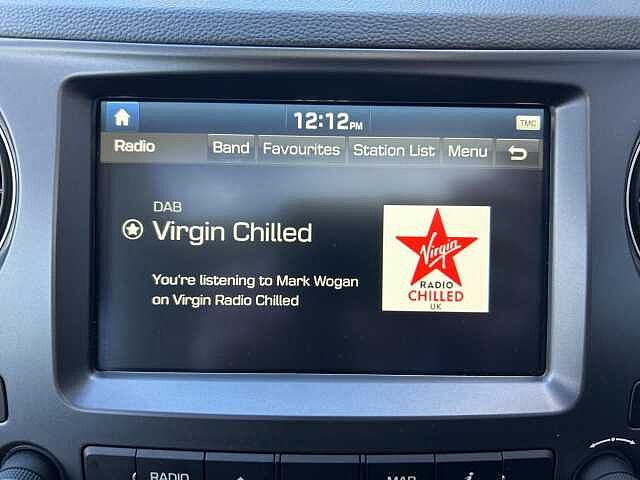 12:12PM
TMC
Radio Band Favourites Station List Menu
DAB
Virgin Chilled
You're listening to Mark Wogan
on Virgin Radio Chilled
Virgin
RADIO
CHILLED
UK
RADIO MAP